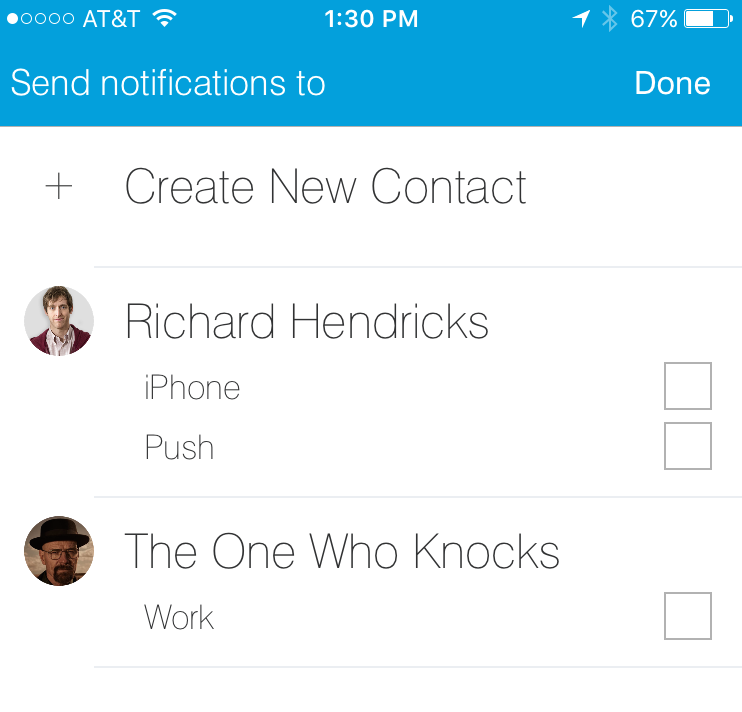 AT&T 1:30 PM 67%
Send notifications to Done
Create New Contact
Richard Hendricks
iPhone
Push
The One Who Knocks
Work